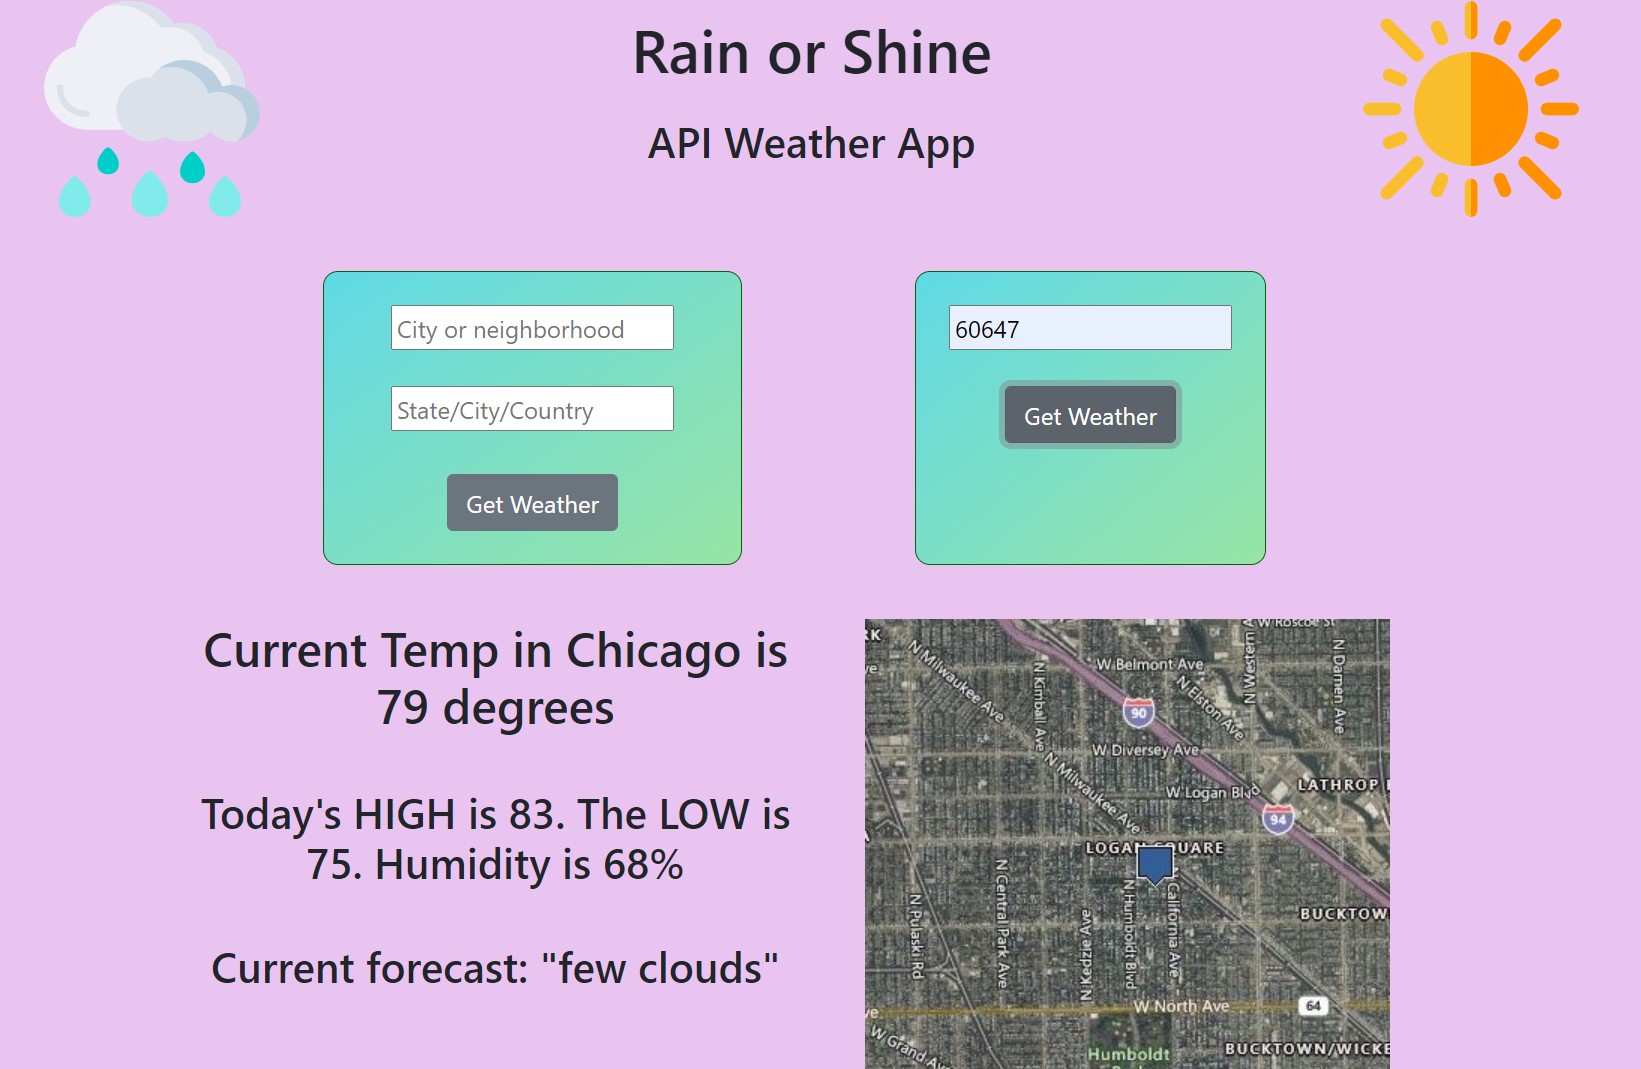 Rain or Shine
API Weather App
City or neighborhood
State/City/Country
Get Weather
60647
Get Weather
Current Temp in Chicago is
79 degrees
Today's HIGH is 83. The LOW is
75. Humidity is 68%
Current forecast: "few clouds"
W Roscoe St
W Belmont Ave
N Milwaukee Ave
N Kimball Ave
N Elston Ave
N Western A
N Damen Ave
90
W Diversey Ave
N Milwaukee Ave
W Logan Blvd
LATHROP
94
LOGAN SQUARE
N Pulaski Rd
N Central Park Ave
N Kedzie Ave
N Humboldt Blvd
N California Ave
BUCKTOW
W North Ave
64
W Grand Ave
Humboldt
BUCKTOWN/WICKE